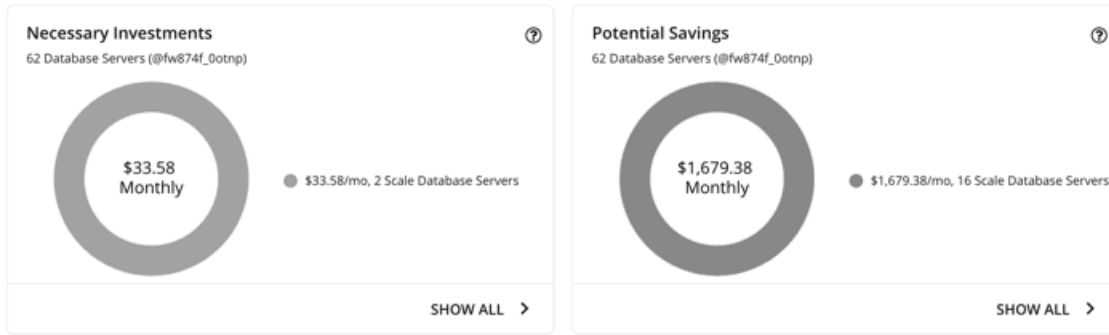 Necessary Investments
62 Database Servers (@fw874f_0otnp)
$33.58
Monthly
$33.58/mo, 2 Scale Database Servers
SHOW ALL
Potential Savings
62 Database Servers (@fw874f_0otnp)
$1,679.38
Monthly
$1,679.38/mo, 16 Scale Database Servers
SHOW ALL